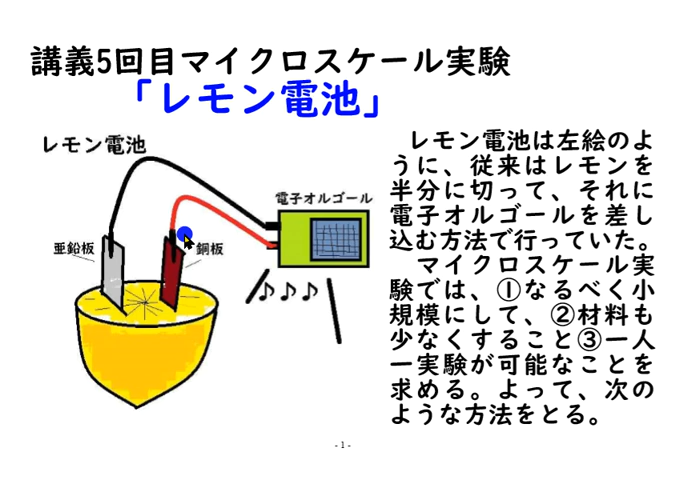 講義5回目マイクロスケール実験
「レモン電池」
レモン電池
電子オルゴール
亜鉛板
銅板
♪♪♪
レモン電池は左絵のよ
うに、従来はレモンを
半分に切って、それに
電子オルゴールを差し
込む方法で行っていた。
マイクロスケール実
験では、①なるべく小
規模にして、②材料も
少なくすること③一人
一実験が可能なことを
求める。よって、次の
ような方法をとる。
- 1 -